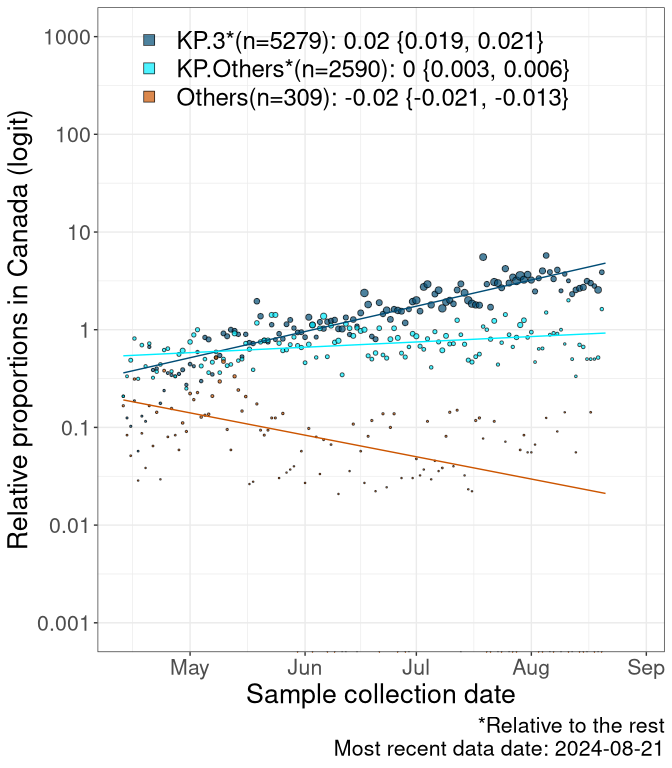 KP.3*(n=5279): 0.02 {0.019, 0.021}
KP.Others*(n=2590): 0 {0.003, 0.006}
Others(n=309): -0.02 {-0.021, -0.013}
Relative proportions in Canada (logit)
1000
100
10
1
0.1
0.01
0.001
May Jun Jul Aug Sep
Sample collection date
*Relative to the rest
Most recent data date: 2024-08-21